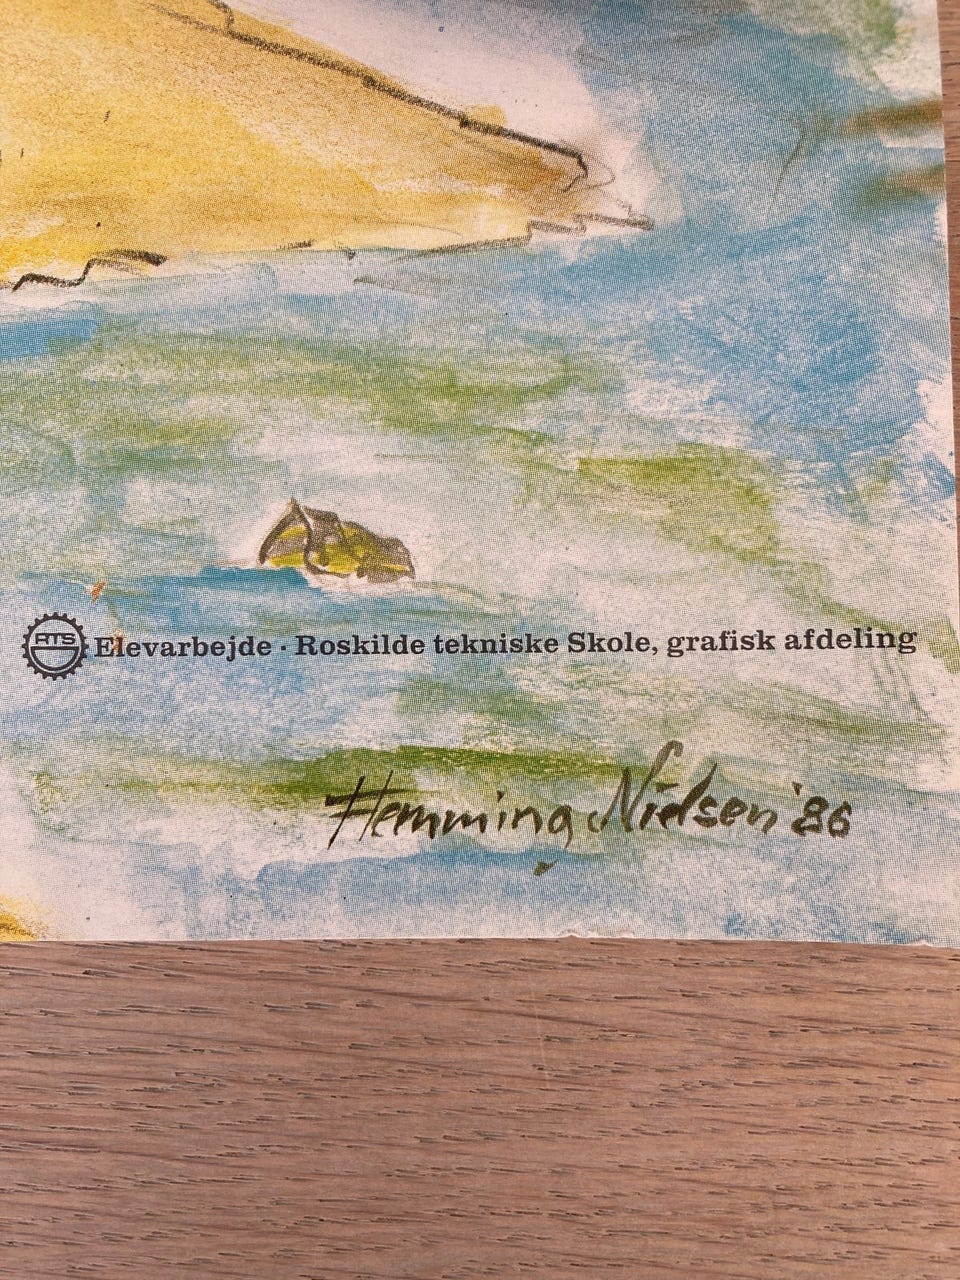 RTS Elevarbejde · Roskilde tekniske Skole, grafisk afdeling
Hemming Nielsen '86